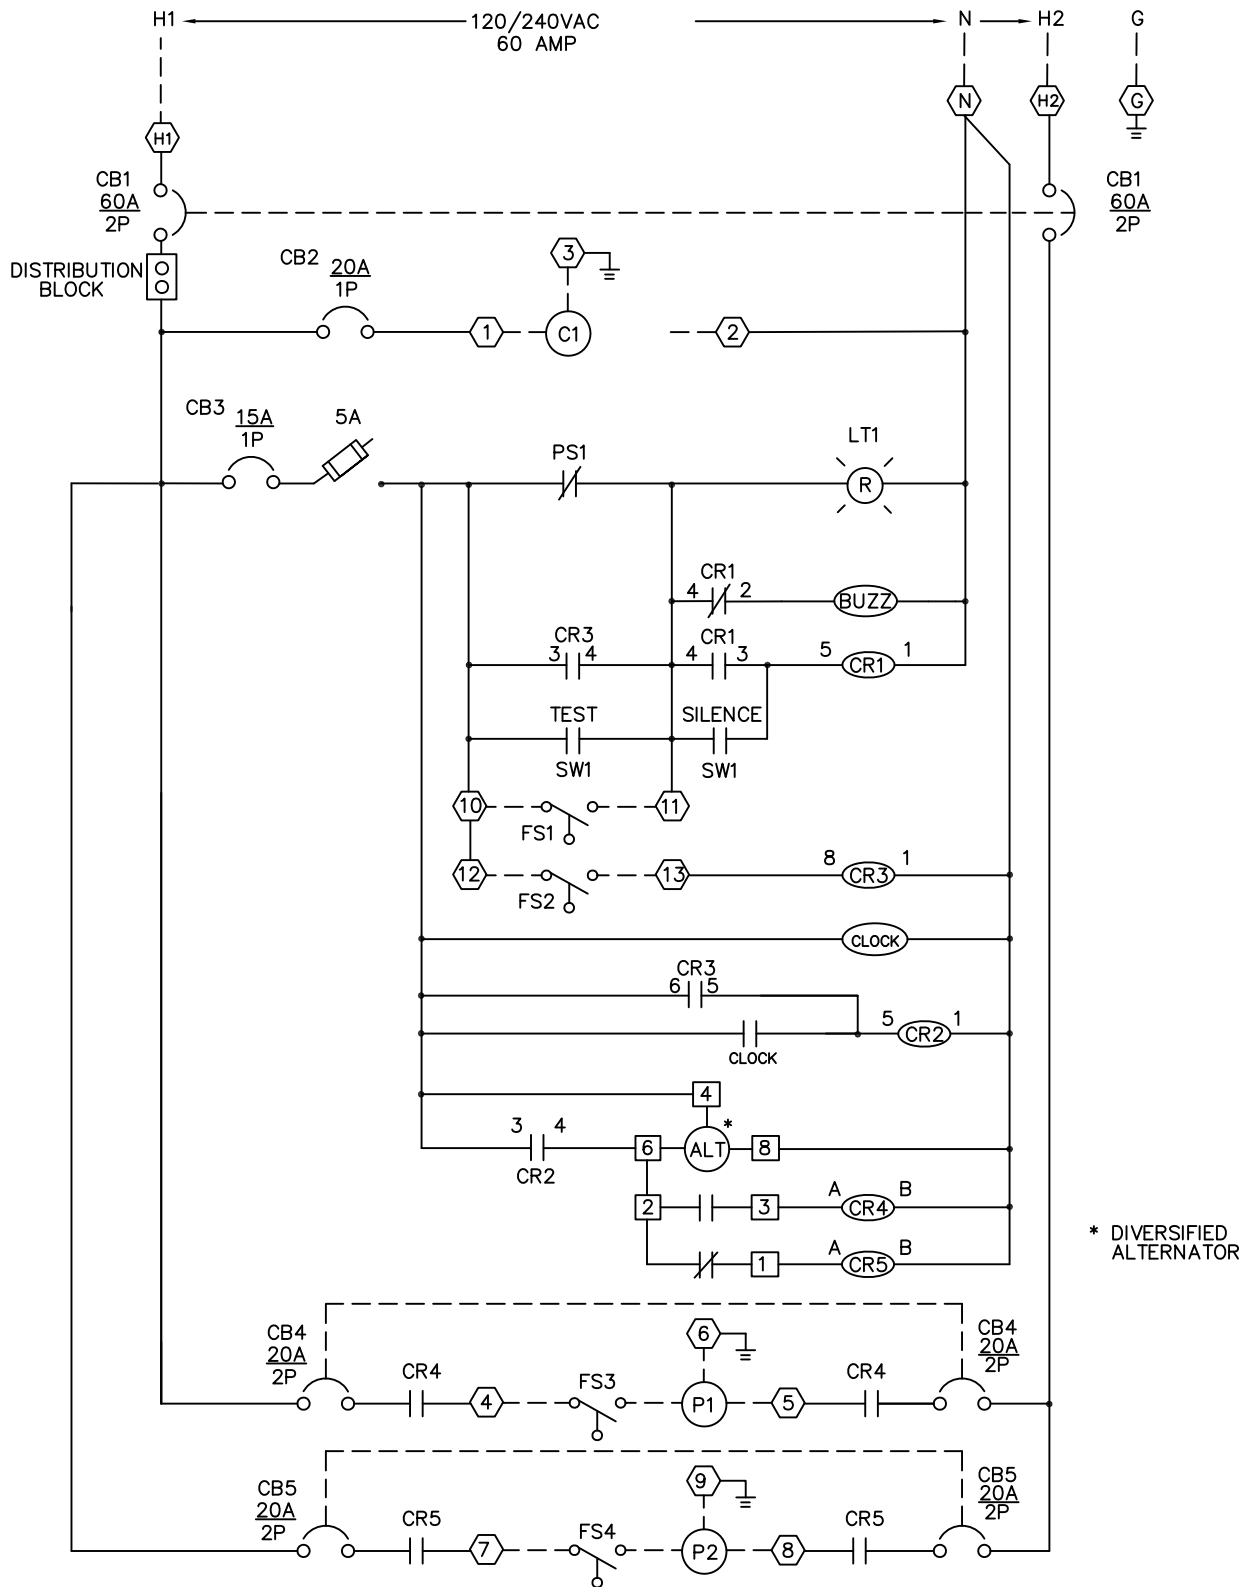 H1 120/240VAC N H2 G
60 AMP
N H2 G
H1
CB1 CB1
60A 60A
2P 2P
DISTRIBUTION
BLOCK
CB2 20A
1P
3
1 C1 2
CB3 15A 5A
1P
PS1 LT1
R
CR1
4 2 BUZZ
CR3 CR1
3 4 4 3 5 CR1 1
TEST SILENCE
SW1 SW1
10 11
FS1
12 13 8 CR3 1
FS2
CLOCK
CR3
6 5
5 CR2 1
CLOCK
4
3 4 6 ALT * 8
CR2
2 3 A CR4 B
1 A CR5 B
* DIVERSIFIED
ALTERNATOR
CB4 6 CB4
20A 20A
2P 2P
CR4 FS3 CR4
4 P1 5
CB5 9 CB5
20A 20A
2P 2P
CR5 FS4 CR5
7 P2 8